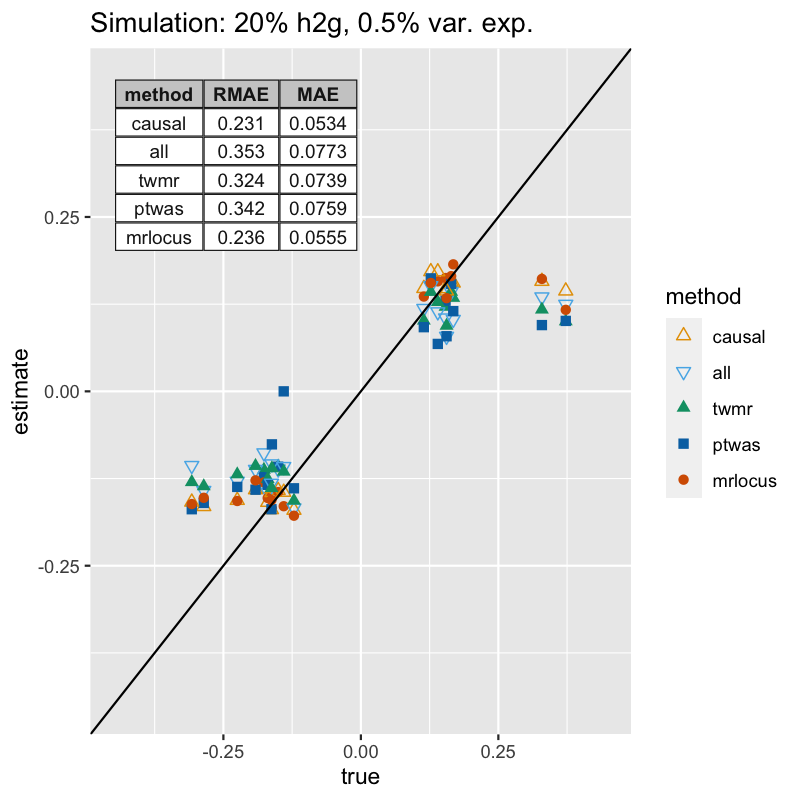 Simulation: 20% h2g, 0.5% var. exp.
method RMAE MAE
causal 0.231 0.0534
all 0.353 0.0773
twmr 0.324 0.0739
ptwas 0.342 0.0759
mrlocus 0.236 0.0555
0.25
0.00
-0.25
estimate
-0.25 0.00 0.25
true
method
causal
all
twmr
ptwas
mrlocus